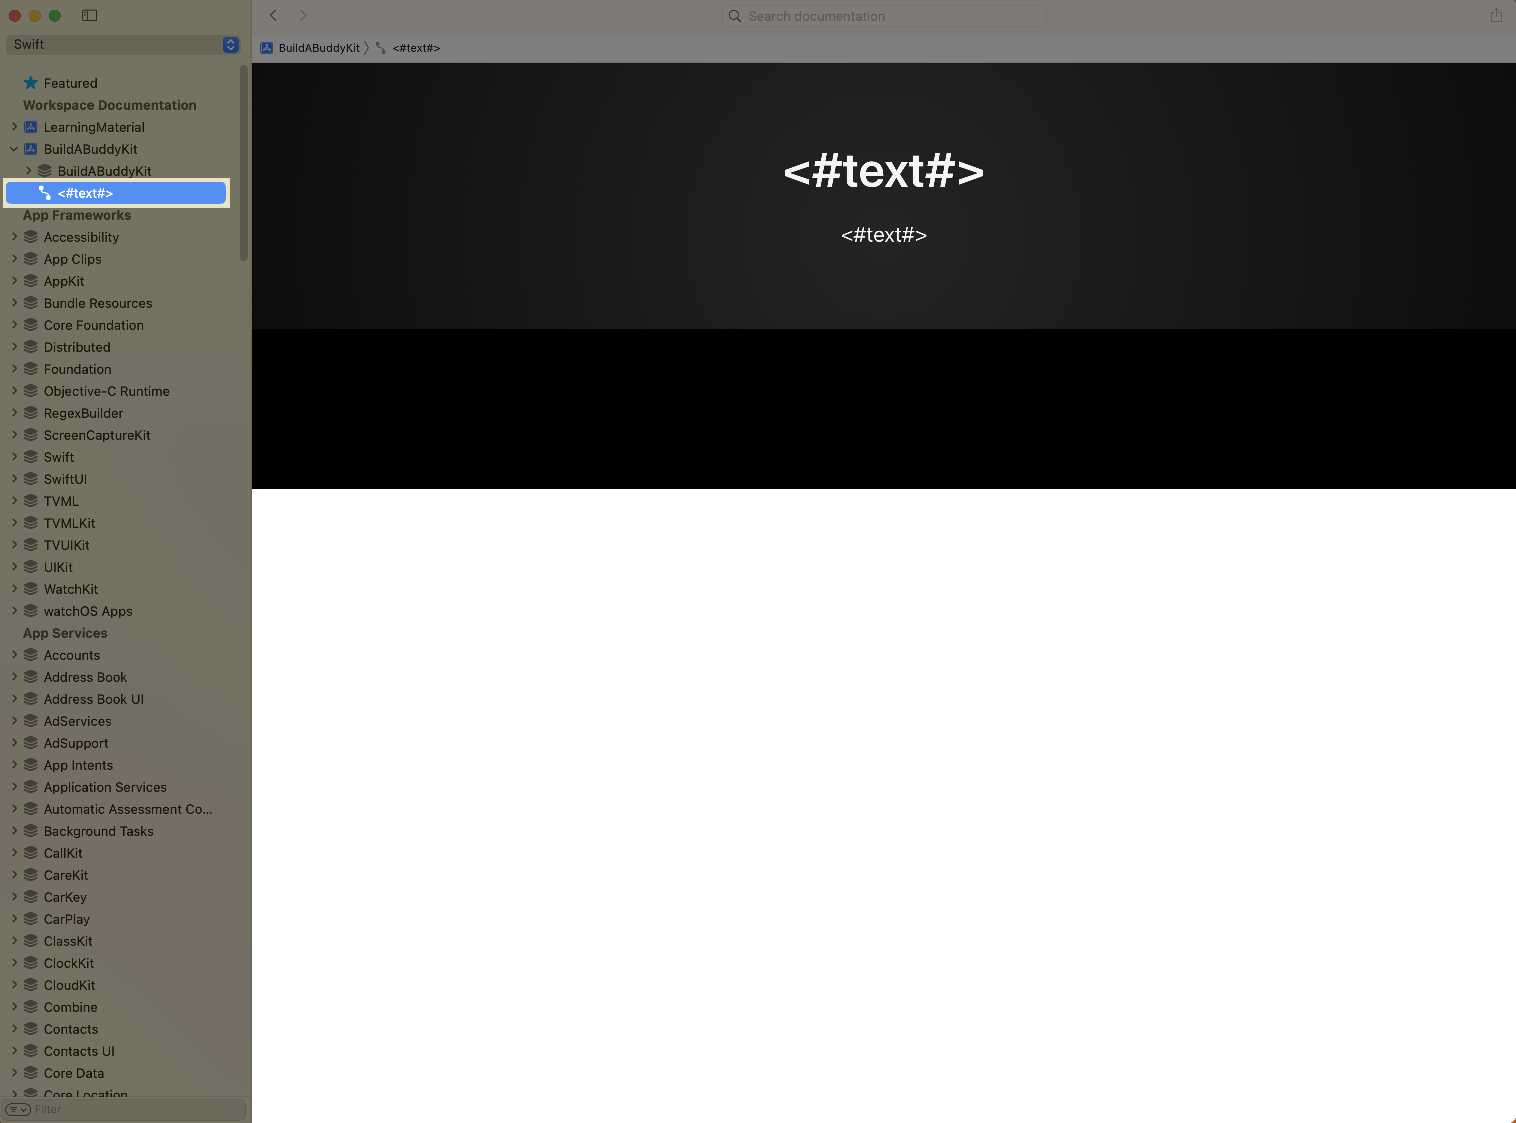 Swift
Search documentation
BuildABuddyKit
<#text#>
Featured
Workspace Documentation
LearningMaterial
BuildABuddyKit
BuildABuddyKit
<#text#>
App Frameworks
Accessibility
App Clips
AppKit
Bundle Resources
Core Foundation
Distributed
Foundation
Objective-C Runtime
RegexBuilder
ScreenCaptureKit
Swift
SwiftUI
TVML
TVMLKit
TVUIKit
UIKit
WatchKit
watchOS Apps
App Services
Accounts
Address Book
Address Book UI
AdServices
AdSupport
App Intents
Application Services
Automatic Assessment Co...
Background Tasks
CallKit
CareKit
CarKey
CarPlay
ClassKit
ClockKit
CloudKit
Combine
Contacts
Contacts UI
Core Data
Core Location
Filter
<#text#>
<#text#>